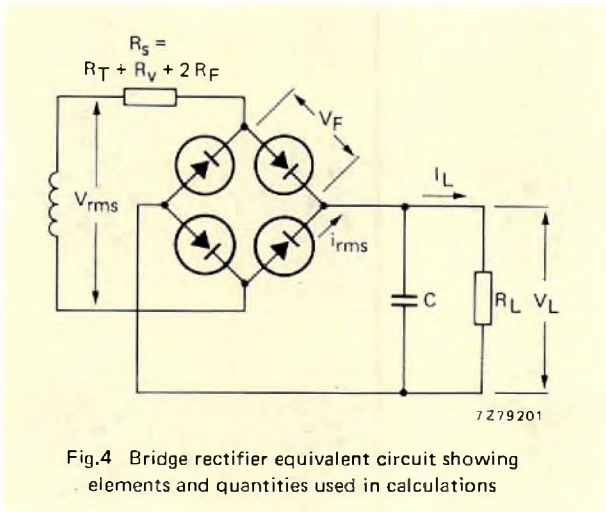 R_s =
R_T + R_v + 2 R_F
V_F
V_rms
I_L
i_rms
C
R_L
V_L
7Z79201
Fig.4 Bridge rectifier equivalent circuit showing
elements and quantities used in calculations